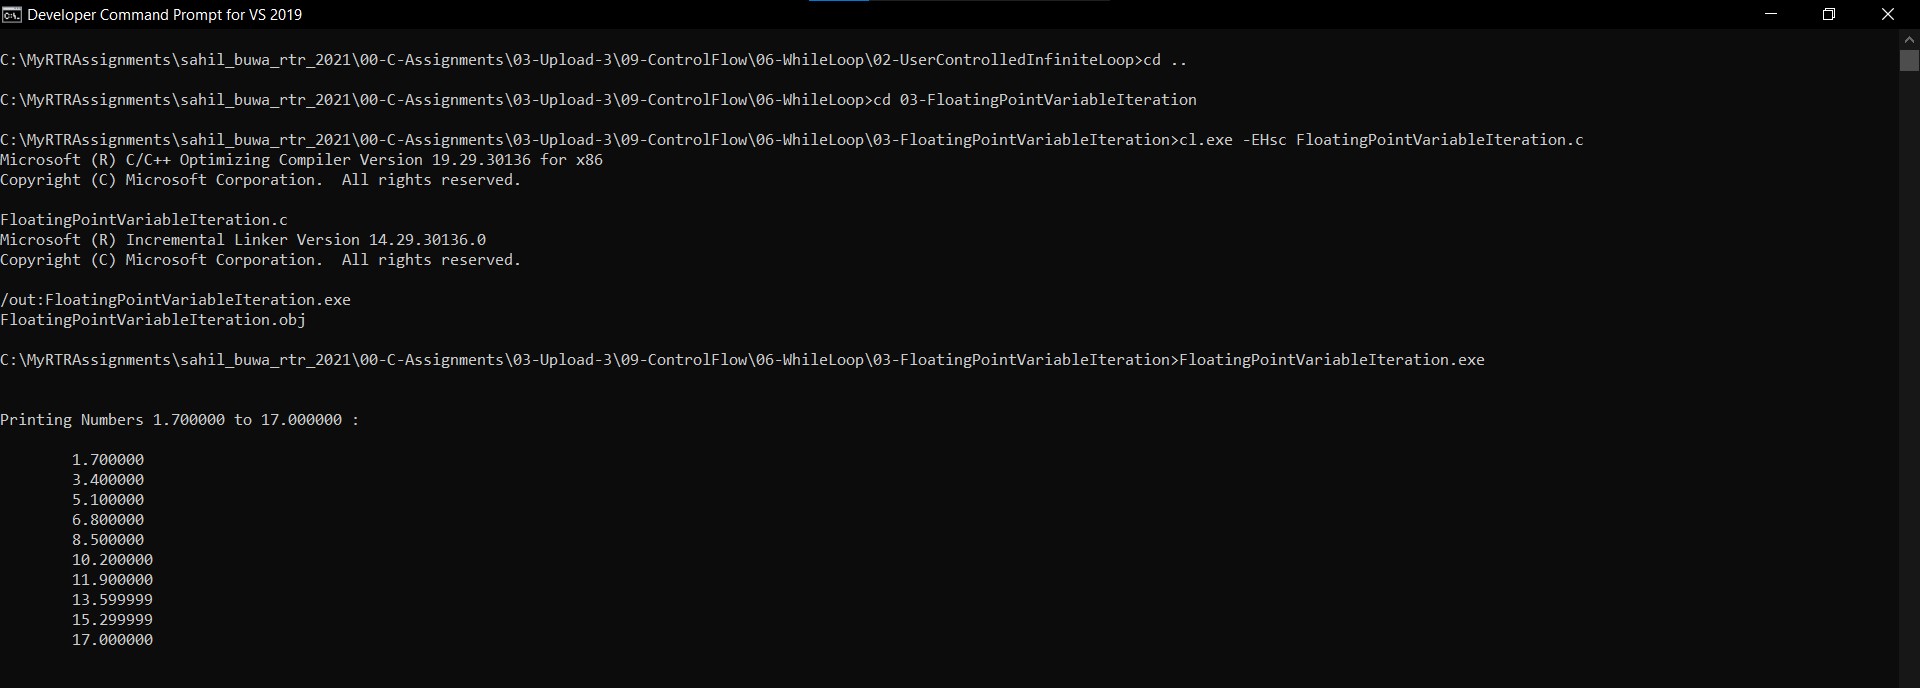 Developer Command Prompt for VS 2019
C:\MyRTRAssignments\sahil_buwa_rtr_2021\00-C-Assignments\03-Upload-3\09-ControlFlow\06-WhileLoop\02-UserControlledInfiniteLoop>cd ..
C:\MyRTRAssignments\sahil_buwa_rtr_2021\00-C-Assignments\03-Upload-3\09-ControlFlow\06-WhileLoop>cd 03-FloatingPointVariableIteration
C:\MyRTRAssignments\sahil_buwa_rtr_2021\00-C-Assignments\03-Upload-3\09-ControlFlow\06-WhileLoop\03-FloatingPointVariableIteration>cl.exe -EHsc FloatingPointVariableIteration.c
Microsoft (R) C/C++ Optimizing Compiler Version 19.29.30136 for x86
Copyright (C) Microsoft Corporation.  All rights reserved.
FloatingPointVariableIteration.c
Microsoft (R) Incremental Linker Version 14.29.30136.0
Copyright (C) Microsoft Corporation.  All rights reserved.
/out:FloatingPointVariableIteration.exe
FloatingPointVariableIteration.obj
C:\MyRTRAssignments\sahil_buwa_rtr_2021\00-C-Assignments\03-Upload-3\09-ControlFlow\06-WhileLoop\03-FloatingPointVariableIteration>FloatingPointVariableIteration.exe
Printing Numbers 1.700000 to 17.000000 :
1.700000
3.400000
5.100000
6.800000
8.500000
10.200000
11.900000
13.599999
15.299999
17.000000